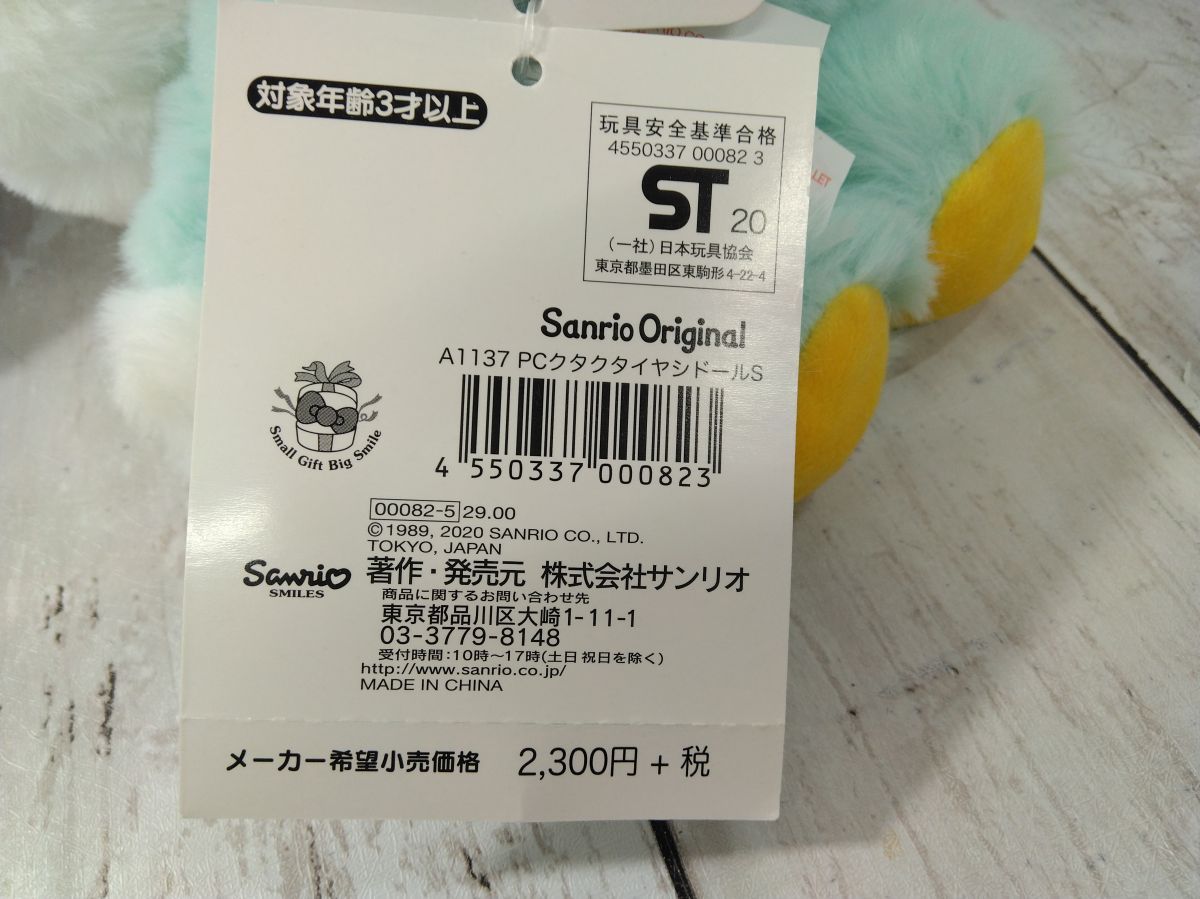 対象年齢3才以上
玩具安全基準合格
4550337 00082 3
ST 20
(一社)日本玩具協会
東京都墨田区東駒形4-22-4
LET
Sanrio Original
A1137 PCクタクタイヤシドールS
4 550337 000823
Small Gift Big Smile
00082-5 29.00
©1989, 2020 SANRIO CO., LTD.
TOKYO, JAPAN
Sanrio
SMILES
著作・発売元 株式会社サンリオ
商品に関するお問い合わせ先
東京都品川区大崎1-11-1
03-3779-8148
受付時間:10時〜17時(土日 祝日を除く)
http://www.sanrio.co.jp/
MADE IN CHINA
メーカー希望小売価格 2,300円 + 税